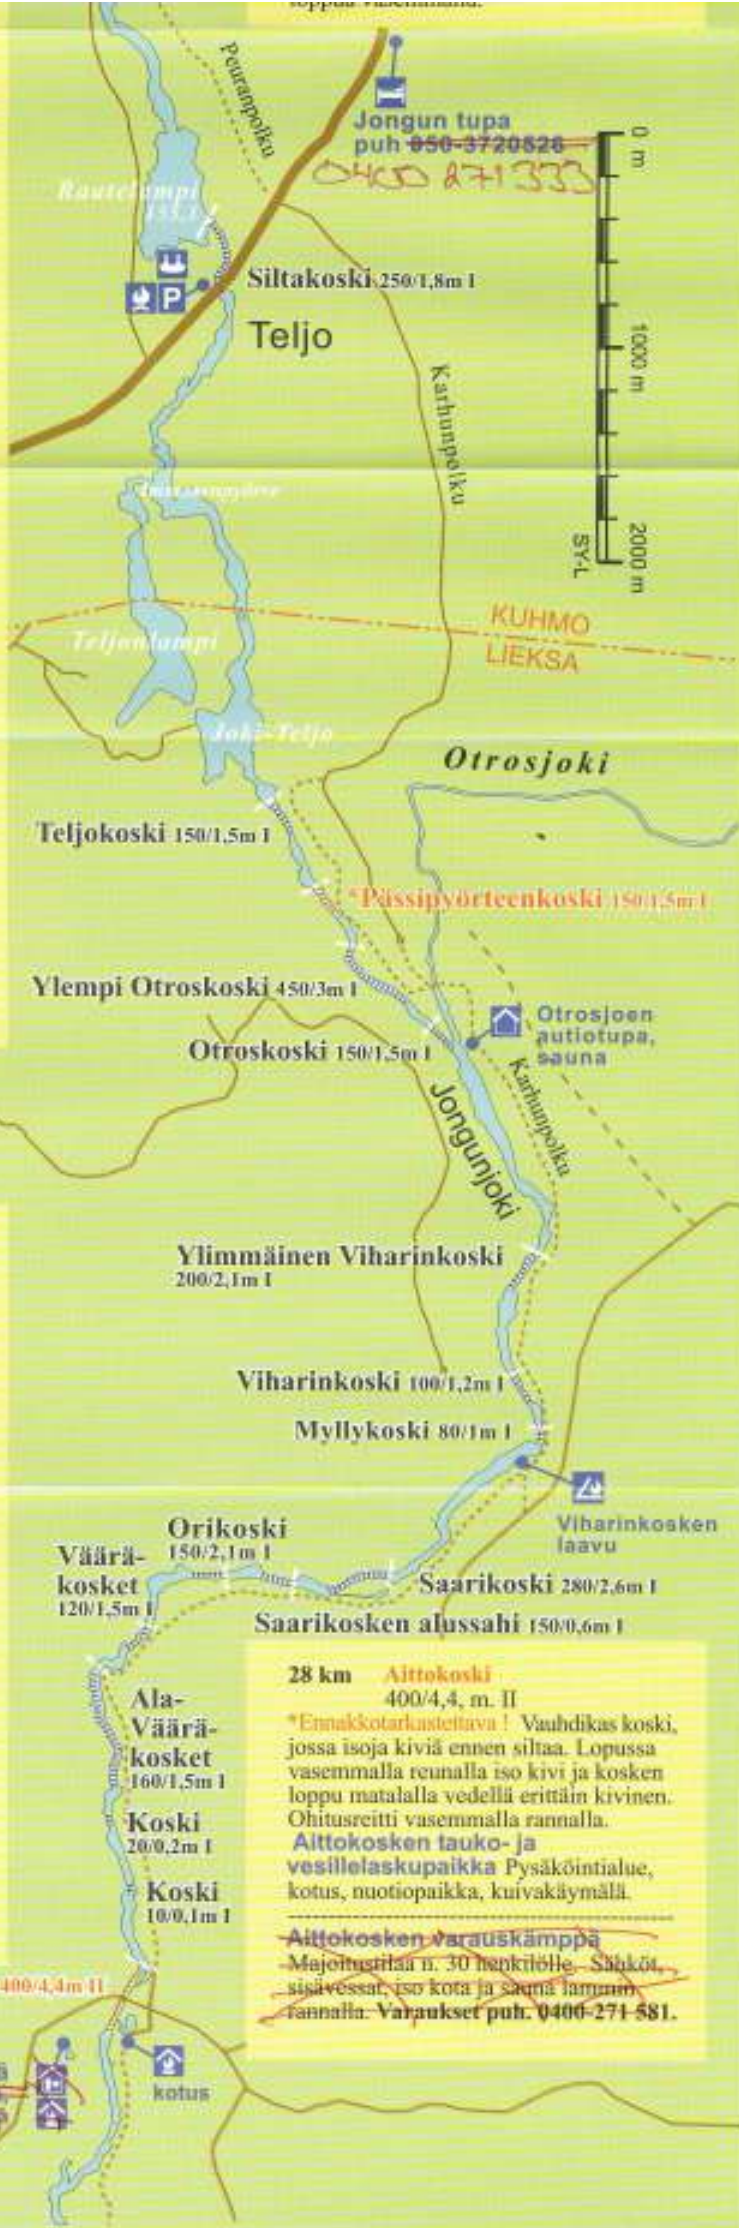 Peuranpolku
Jongun tupa
puh 050-3720826
0400 271333
0 m
Rautelampi
155,1
P
Siltakoski 250/1,8m I
Teljo
1000 m
Karhunpolku
2000 m
SY-L
KUHMO
LIEKSA
Teljonlampi
Joki-Teljo
Otrosjoki
Teljokoski 150/1,5m I
*Pässipyörteenkoski 150/1,5m I
Ylempi Otroskoski 450/3m I
Otrosjoen
autiotupa,
sauna
Otroskoski 150/1,5m I
Karhunpolku
Jongunjoki
Ylimmäinen Viharinkoski
200/2,1m I
Viharinkoski 100/1,2m I
Myllykoski 80/1m I
Viharinkosken
laavu
Orikoski
150/2,1m I
Väärä-
kosket
120/1,5m I
Saarikoski 280/2,6m I
Saarikosken alussahi 150/0,6m I
28 km Aittokoski
400/4,4, m. II
*Ennakkotarkastettava ! Vauhdikas koski,
jossa isoja kiviä ennen siltaa. Lopussa
vasemmalla reunalla iso kivi ja kosken
loppu matalalla vedellä erittäin kivinen.
Ohitusreitti vasemmalla rannalla.
Aittokosken tauko- ja
vesillelaskupaikka Pysäköintialue,
kotus, nuotiopaikka, kuivakäymälä.
Aittokosken varauskämppä
Majoitustilaa n. 30 henkilölle. Sähköt,
sisävessat, iso kota ja sauna lammin
rannalla. Varaukset puh. 0400-271 581.
Ala-
Väärä-
kosket
160/1,5m I
Koski
20/0,2m I
Koski
10/0,1m I
400/4,4m II
kotus